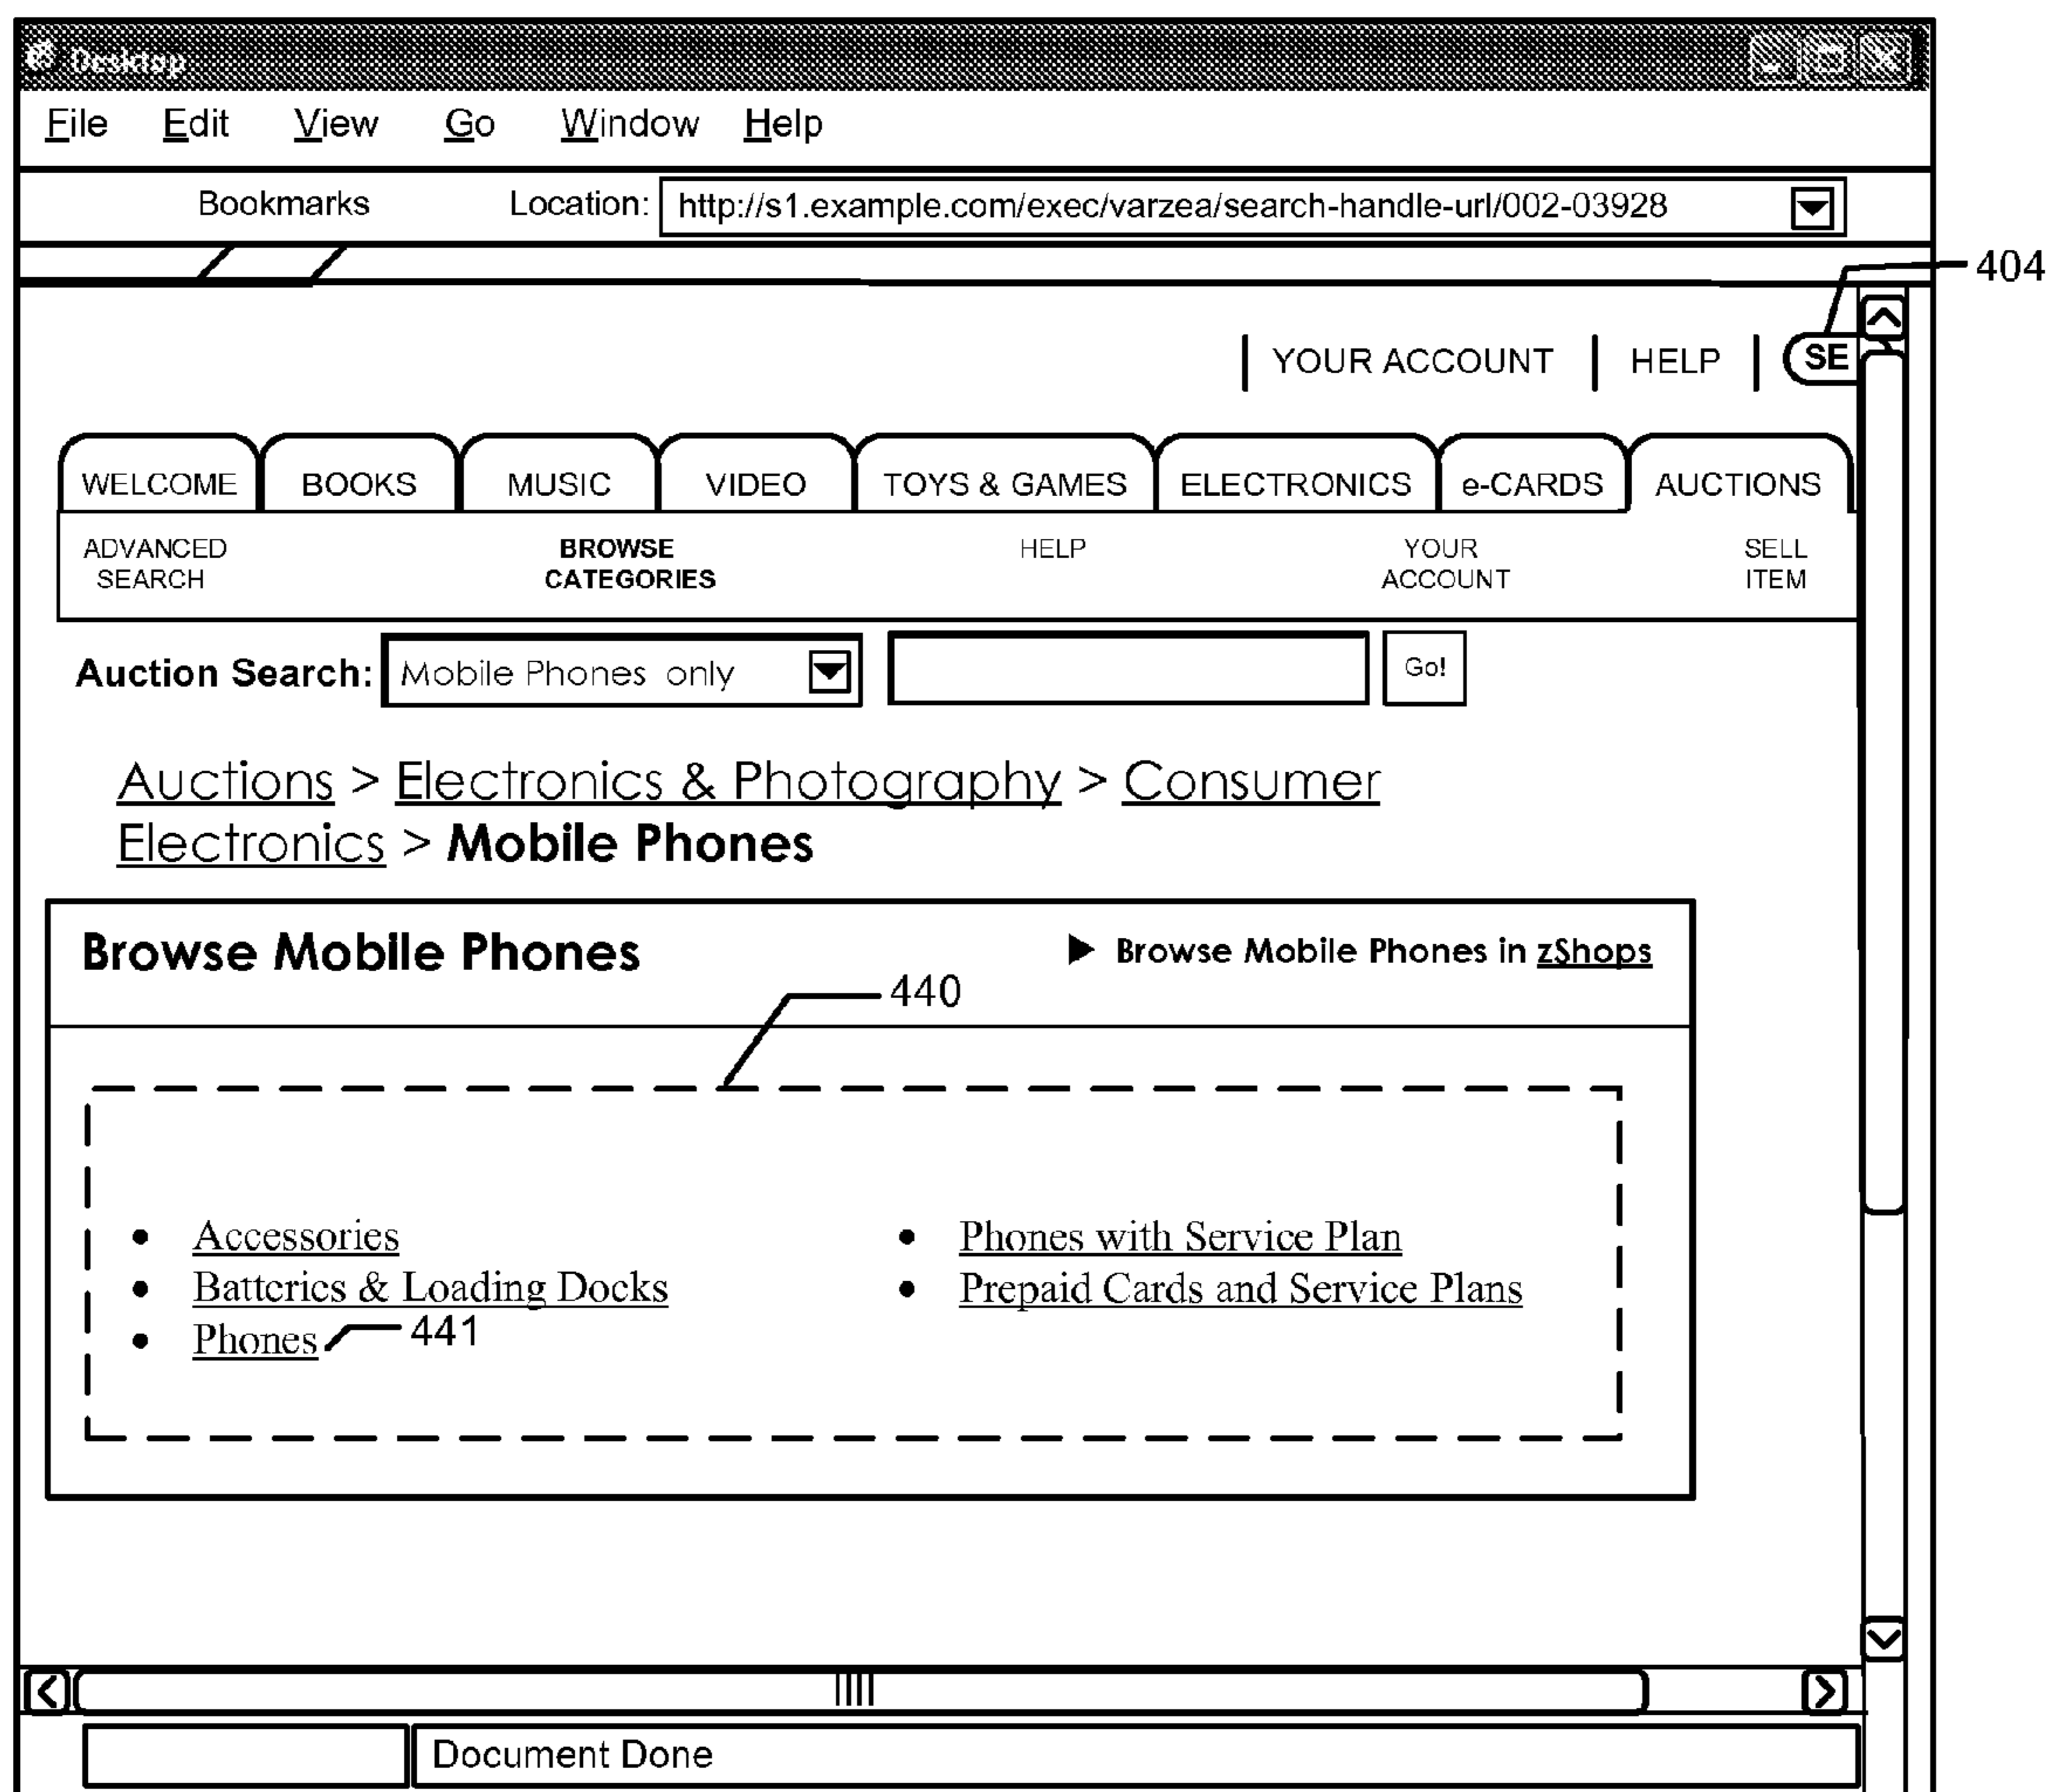 Desktop
File Edit View Go Window Help
Bookmarks Location: http://s1.example.com/exec/varzea/search-handle-url/002-03928
404
YOUR ACCOUNT HELP SE
WELCOME BOOKS MUSIC VIDEO TOYS & GAMES ELECTRONICS e-CARDS AUCTIONS
ADVANCED SEARCH BROWSE CATEGORIES HELP YOUR ACCOUNT SELL ITEM
Auction Search: Mobile Phones only Go!
Auctions > Electronics & Photography > Consumer
Electronics > Mobile Phones
Browse Mobile Phones ► Browse Mobile Phones in zShops
440
• Accessories
• Batteries & Loading Docks
• Phones 441
• Phones with Service Plan
• Prepaid Cards and Service Plans
Document Done